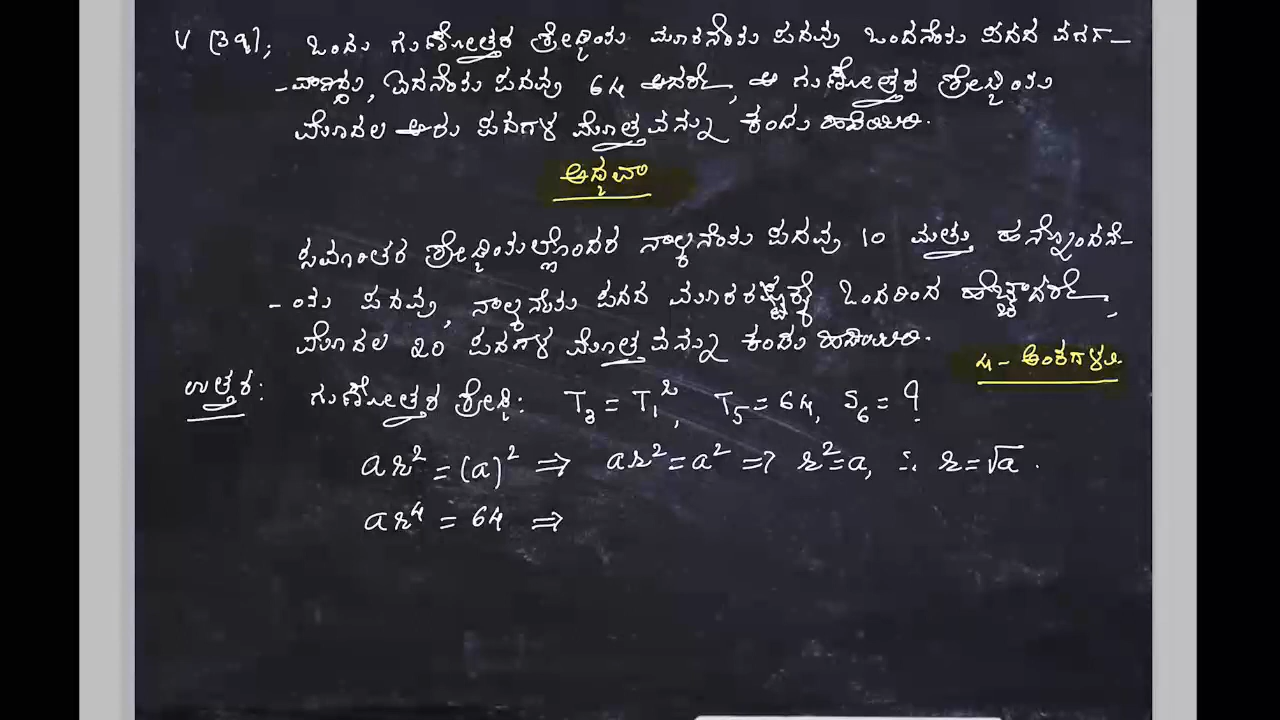 V (39). ಒಂದು ಗುಣೋತ್ತರ ಶ್ರೇಢಿಯ ಮೂರನೆಯ ಪದವು ಒಂದನೆಯ ಪದದ ವರ್ಗ-
-ವಾಗಿದ್ದು, ಐದನೆಯ ಪದವು 64 ಆದರೆ, ಆ ಗುಣೋತ್ತರ ಶ್ರೇಢಿಯ
ಮೊದಲ ಆರು ಪದಗಳ ಮೊತ್ತವನ್ನು ಕಂಡು ಹಿಡಿಯಿರಿ.
ಅಥವಾ
ಸಮಾಂತರ ಶ್ರೇಢಿಯಲ್ಲೊಂದರ ನಾಲ್ಕನೆಯ ಪದವು 10 ಮತ್ತು ಹನ್ನೊಂದನೆ-
-ಯ ಪದವು, ನಾಲ್ಕನೆಯ ಪದದ ಮೂರರಷ್ಟಕ್ಕೆ ಒಂದರಿಂದ ಹೆಚ್ಚಾದರೆ,
ಮೊದಲ 20 ಪದಗಳ ಮೊತ್ತವನ್ನು ಕಂಡು ಹಿಡಿಯಿರಿ.
4 - ಅಂಕಗಳು
ಉತ್ತರ: ಗುಣೋತ್ತರ ಶ್ರೇಢಿ: T₃ = T₁², T₅ = 64, S₆ = ?
ar² = (a)² ⇒ ar² = a² ⇒ r² = a, ∴ r = √a.
ar⁴ = 64 ⇒